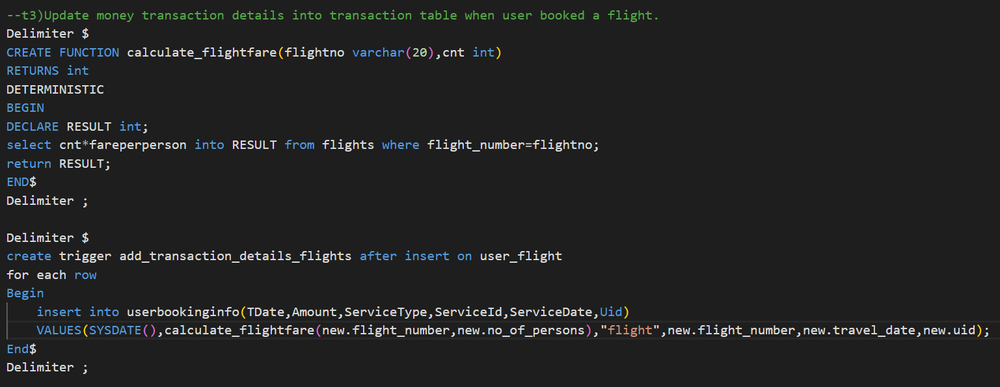 --t3)Update money transaction details into transaction table when user booked a flight.
Delimiter $
CREATE FUNCTION calculate_flightfare(flightno varchar(20),cnt int)
RETURNS int
DETERMINISTIC
BEGIN
DECLARE RESULT int;
select cnt*fareperperson into RESULT from flights where flight_number=flightno;
return RESULT;
END$
Delimiter ;
Delimiter $
create trigger add_transaction_details_flights after insert on user_flight
for each row
Begin
    insert into userbookinginfo(TDate,Amount,ServiceType,ServiceId,ServiceDate,Uid)
    VALUES(SYSDATE(),calculate_flightfare(new.flight_number,new.no_of_persons),"flight",new.flight_number,new.travel_date,new.uid);
End$
Delimiter ;